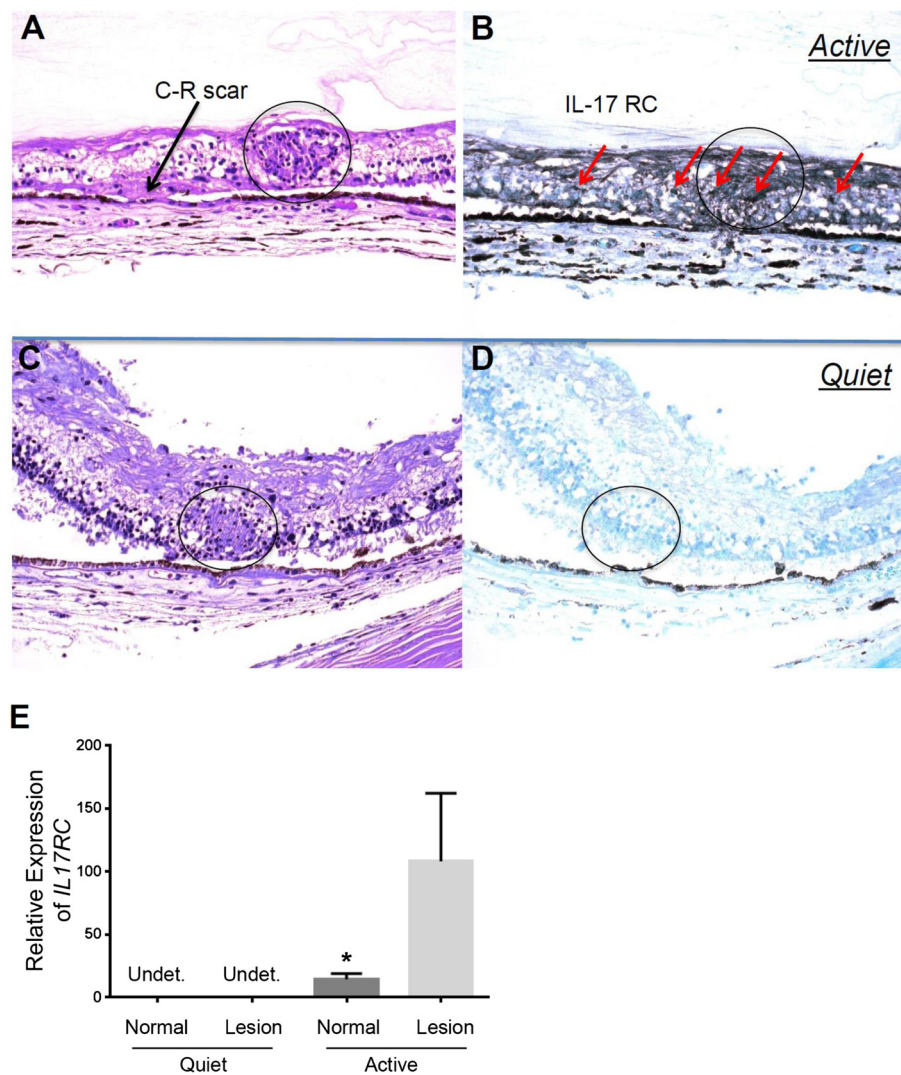 A
C-R scar
B
Active
IL-17 RC
C
D
Quiet
E
Relative Expression
of IL17RC
200
150
100
50
0
Undet.
Undet.
*
Normal
Lesion
Normal
Lesion
Quiet
Active